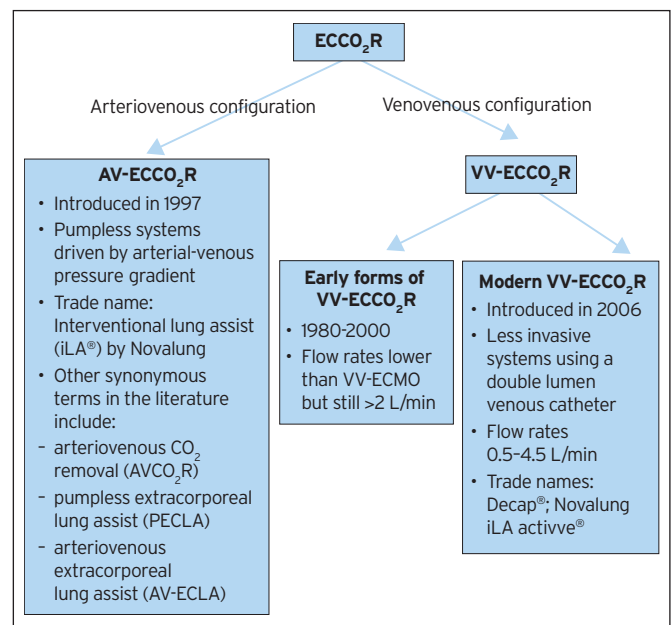 ECCO₂R
Arteriovenous configuration
Venovenous configuration
AV-ECCO₂R
• Introduced in 1997
• Pumpless systems
driven by arterial-venous
pressure gradient
• Trade name:
Interventional lung assist
(iLA®) by Novalung
• Other synonymous
terms in the literature
include:
– arteriovenous CO₂
removal (AVCO₂R)
– pumpless extracorporeal
lung assist (PECLA)
– arteriovenous
extracorporeal
lung assist (AV-ECLA)
VV-ECCO₂R
Early forms of
VV-ECCO₂R
• 1980-2000
• Flow rates lower
than VV-ECMO
but still >2 L/min
Modern VV-ECCO₂R
• Introduced in 2006
• Less invasive
systems using a
double lumen
venous catheter
• Flow rates
0.5–4.5 L/min
• Trade names:
Decap®; Novalung
iLA activve®